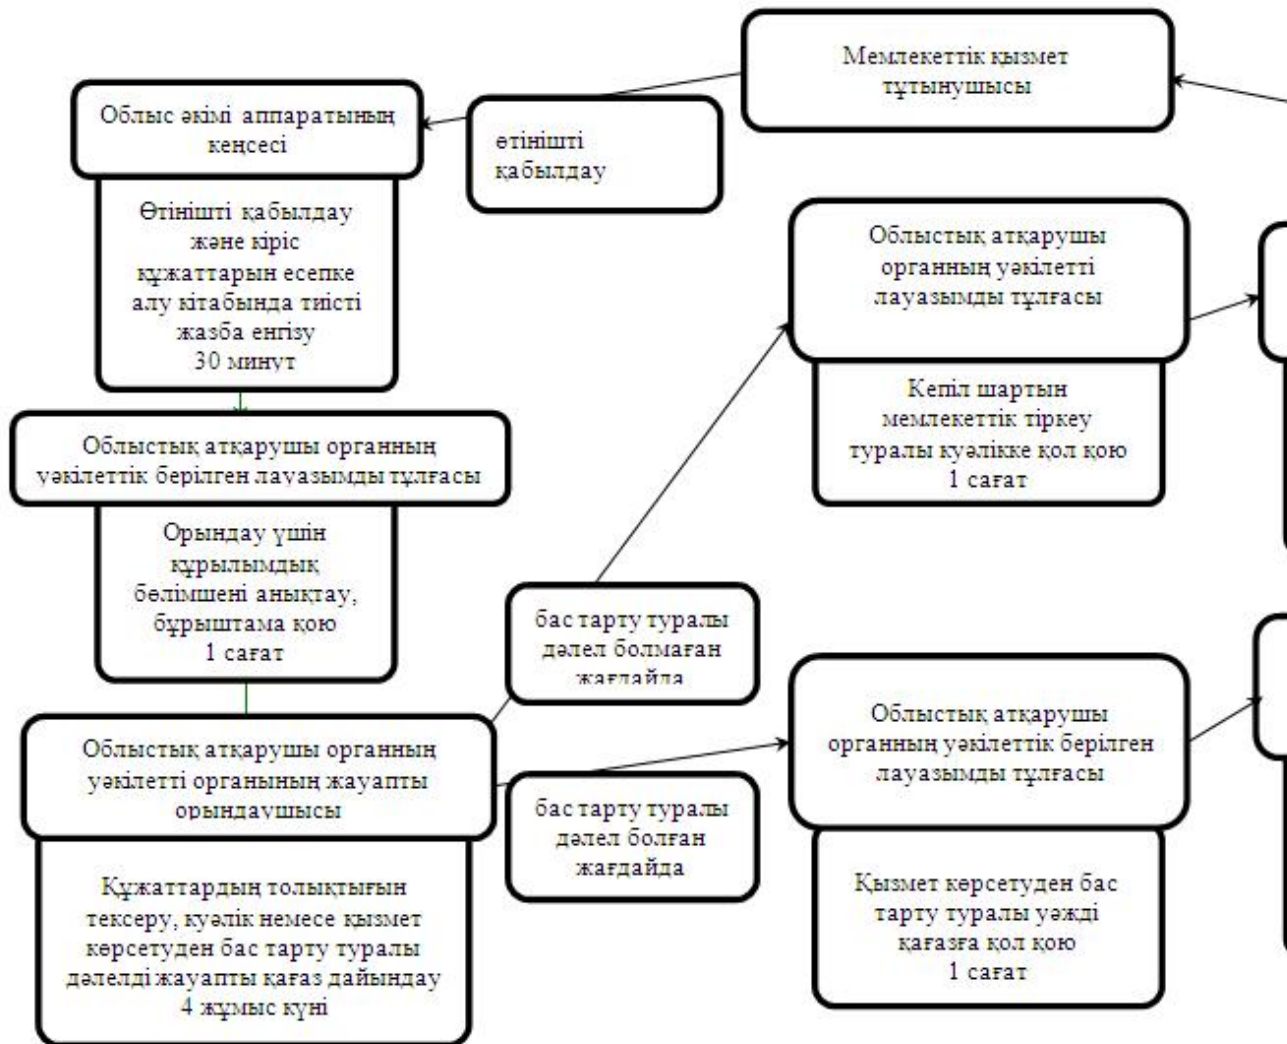 Мемлекеттік қызмет
тұтынушысы
Облыс әкімі аппаратының
кеңсесі
өтінішті
қабылдау
Өтінішті қабылдау
және кіріс
құжаттарын есепке
алу кітабында тиісті
жазба енгізу
30 минут
Облыстық атқарушы
органның уәкілетті
лауазымды тұлғасы
Кепіл шартын
мемлекеттік тіркеу
туралы куәлікке қол қою
1 сағат
Облыстық атқарушы органның
уәкілеттік берілген лауазымды тұлғасы
Орындау үшін
құрылымдық
бөлімшені анықтау,
бұрыштама қою
1 сағат
бас тарту туралы
дәлел болмаған
жағдайда
Облыстық атқарушы органның
уәкілетті органының жауапты
орындаушысы
Құжаттардың толықтығын
тексеру, куәлік немесе қызмет
көрсетуден бас тарту туралы
дәлелді жауапты қағаз дайындау
4 жұмыс күні
бас тарту туралы
дәлел болған
жағдайда
Облыстық атқарушы
органның уәкілеттік берілген
лауазымды тұлғасы
Қызмет көрсетуден бас
тарту туралы уәжді
қағазға қол қою
1 сағат